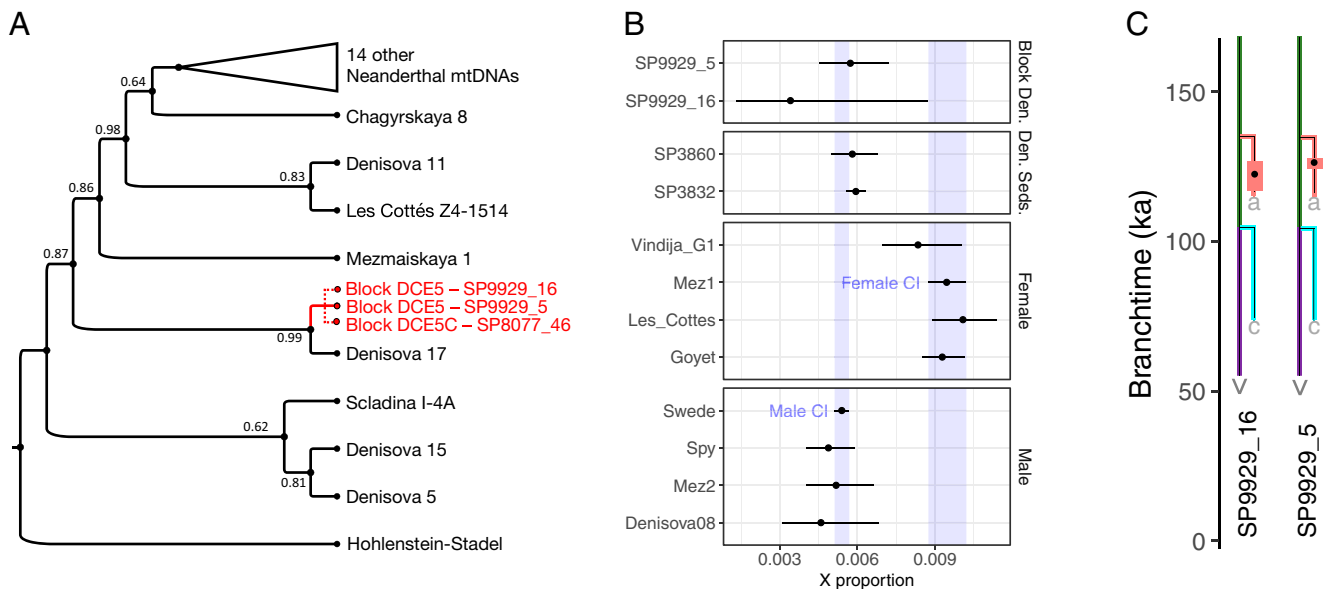 A
14 other
Neanderthal mtDNAs
0.64
Chagyrskaya 8
0.98
Denisova 11
0.83
0.86
Les Cottés Z4-1514
0.87
Mezmaiskaya 1
Block DCE5 – SP9929_16
Block DCE5 – SP9929_5
Block DCE5C – SP8077_46
0.99
Denisova 17
Scladina I-4A
0.62
Denisova 15
0.81
Denisova 5
Hohlenstein-Stadel
B
SP9929_5
SP9929_16
Block Den.
SP3860
SP3832
Den. Seds.
Vindija_G1
Mez1
Female CI
Les_Cottes
Goyet
Female
Swede
Male CI
Spy
Mez2
Denisova08
Male
0.003 0.006 0.009
X proportion
C
Branchtime (ka)
150
100
50
0
a
c
V
SP9929_16
a
c
V
SP9929_5